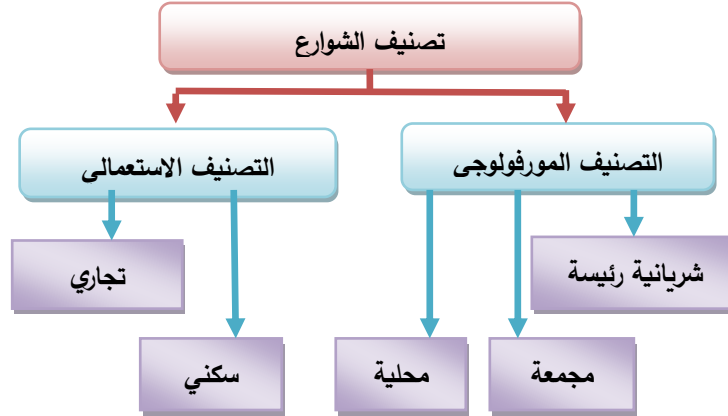 تصنيف الشوارع
التصنيف المورفولوجى
التصنيف الاستعمالى
شريانية رئيسة
تجاري
مجمعة
محلية
سكني